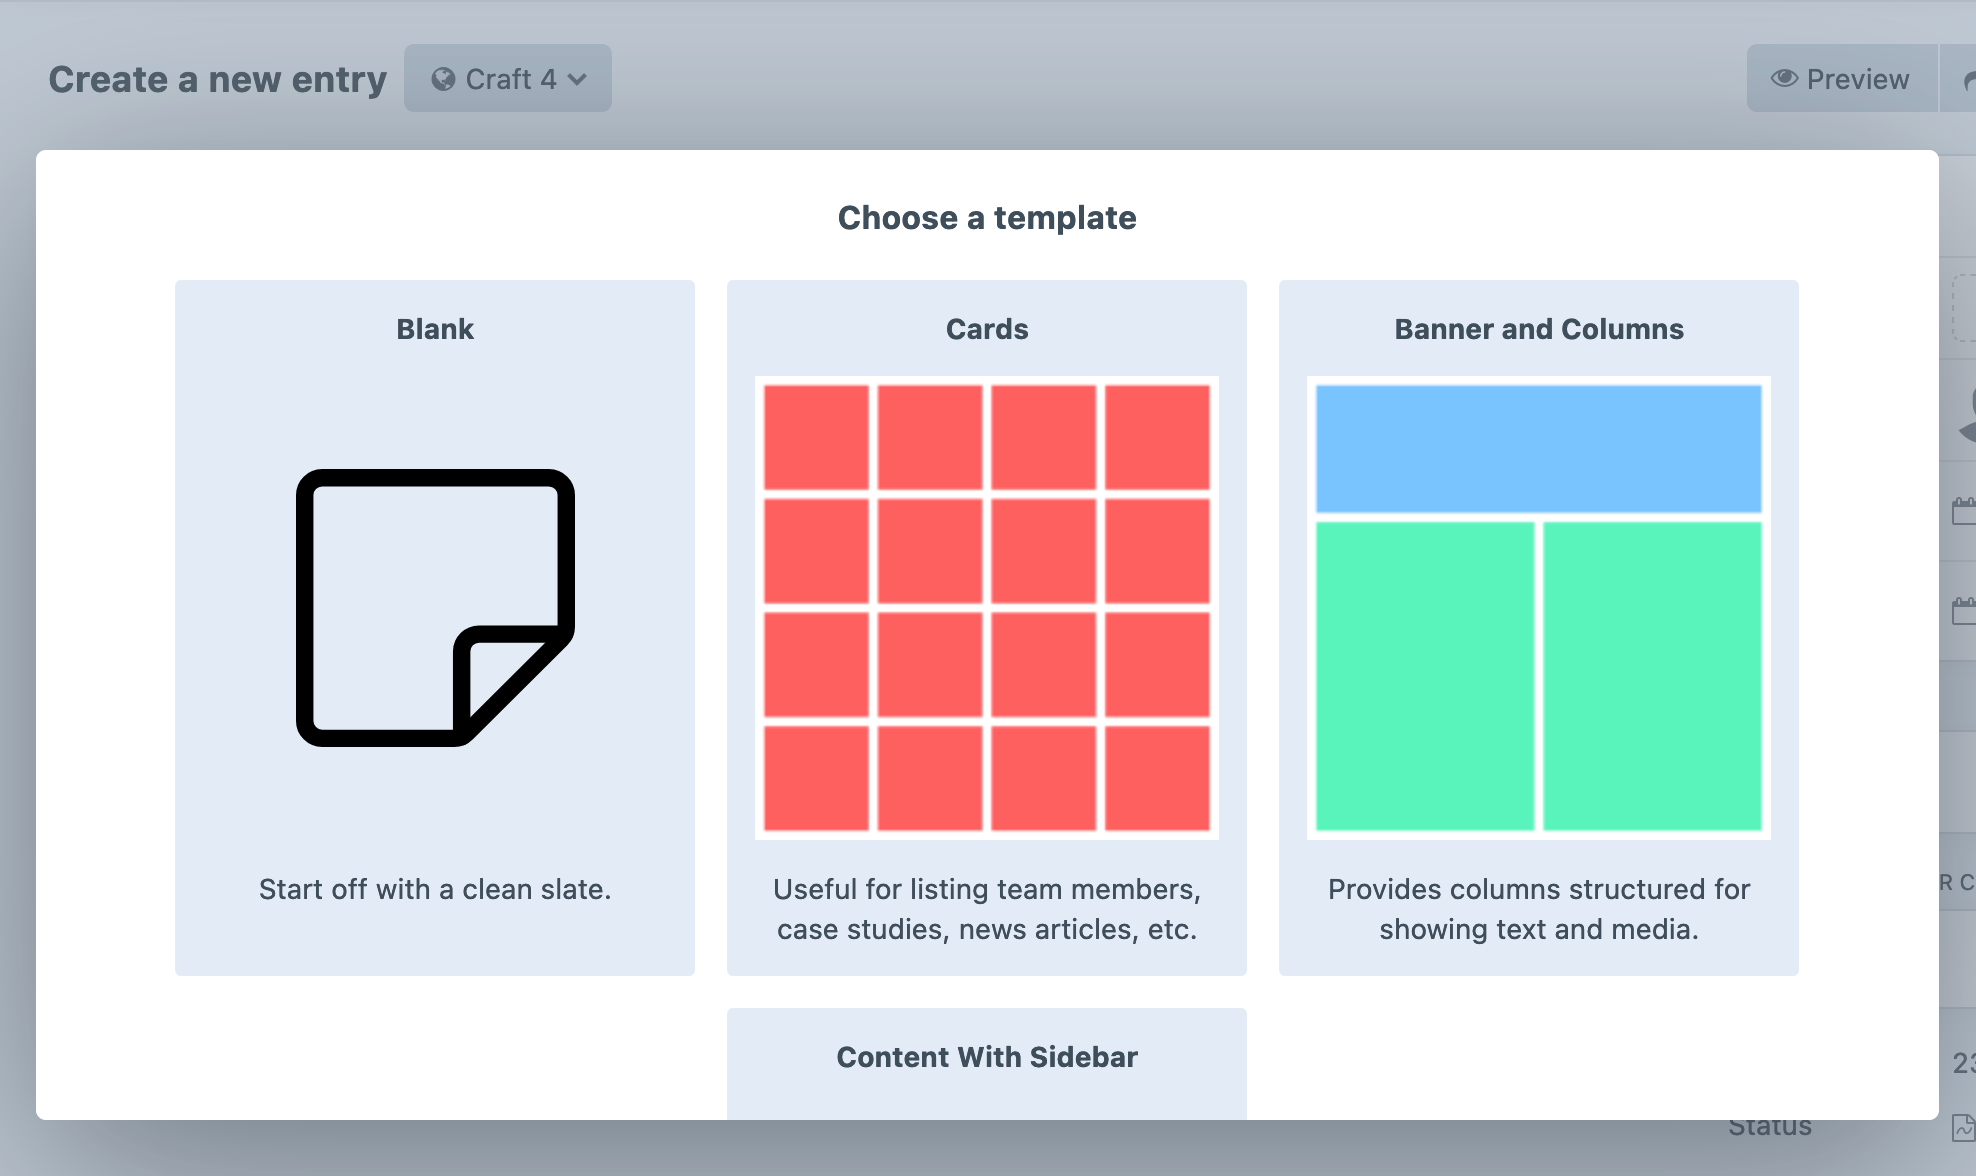 Create a new entry
Craft 4
Preview
Choose a template
Blank
Cards
Banner and Columns
Start off with a clean slate.
Useful for listing team members,
case studies, news articles, etc.
Provides columns structured for
showing text and media.
R C
Content With Sidebar
23
Status